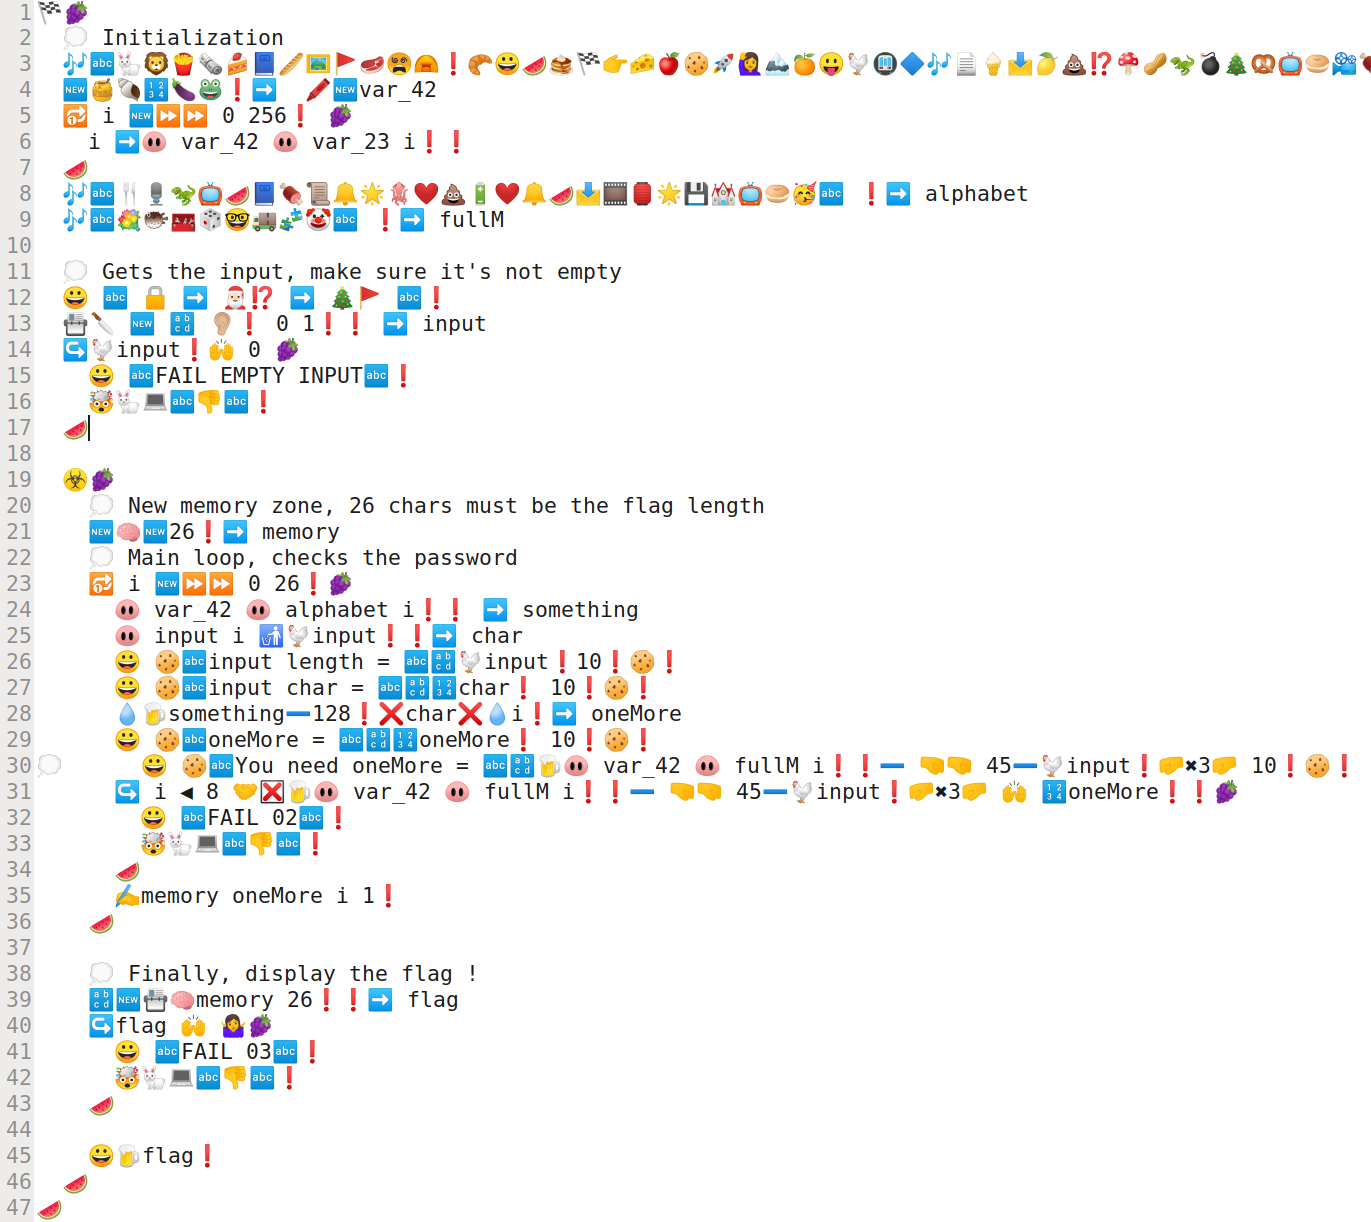 1 🏁🍇
2 💭 Initialization
3 🎶🔤🐇🦁🍟🗞️🍰📘🥖🖼️🚩🥩😵🥮❗🥐😀🍉🥞🏁👉🧀🍎🍪🚀🙋‍♀️🏔️🍊😛🐓🚇🔷🎶📄🍦📩🍋💩⁉️🍄🥜🦖💣🎄🥨📺🥯📽️
4 🆕🍯🐚🔢🍆🐸❗➡️ 🖍️🆕var_42
5 🔂 i 🆕⏩⏩ 0 256❗ 🍇
6 i ➡️🐽 var_42 🐽 var_23 i❗❗
7 🍉
8 🎶🔤🍴🎙️🦖📺🍉📘🍖📜🔔🌟🦑❤️💩🔋❤️🔔🍉📩🎞️🏮🌟💾🏰📺🥯🥳🔤 ❗➡️ alphabet
9 🎶🔤💐🐡🧰🎲🤓🚚🧩🤡🔤 ❗➡️ fullM
10
11 💭 Gets the input, make sure it's not empty
12 😀 🔤 🔒 ➡️ 🎅⁉️ ➡️ 🎄🚩 🔤❗
13 📠🔪 🆕 🔡 👂🏼❗ 0 1❗❗ ➡️ input
14 ↪️🐓input❗🙌 0 🍇
15 😀 🔤FAIL EMPTY INPUT🔤❗
16 🤯🐇💻🔤👎🔤❗
17 🍉
18
19 ☣️🍇
20 💭 New memory zone, 26 chars must be the flag length
21 🆕🧠🆕26❗➡️ memory
22 💭 Main loop, checks the password
23 🔂 i 🆕⏩⏩ 0 26❗🍇
24 🐽 var_42 🐽 alphabet i❗❗ ➡️ something
25 🐽 input i 🚮🐓input❗❗➡️ char
26 😀 🍪🔤input length = 🔤🔡🐓input❗10❗🍪❗
27 😀 🍪🔤input char = 🔤🔡🔢char❗ 10❗🍪❗
28 💧🍺something➖128❗❌char❌💧i❗➡️ oneMore
29 😀 🍪🔤oneMore = 🔤🔡🔢oneMore❗ 10❗🍪❗
30 💭 😀 🍪🔤You need oneMore = 🔤🔡🍺🐽 var_42 🐽 fullM i❗❗➖ 🤜🤜 45➖🐓input❗🤛✖3🤛 10❗🍪❗
31 ↪️ i ◀ 8 🤝❎🍺🐽 var_42 🐽 fullM i❗❗➖ 🤜🤜 45➖🐓input❗🤛✖3🤛 🙌 🔢oneMore❗❗🍇
32 😀 🔤FAIL 02🔤❗
33 🤯🐇💻🔤👎🔤❗
34 🍉
35 ✍️memory oneMore i 1❗
36 🍉
37
38 💭 Finally, display the flag !
39 🔡🆕📠🧠memory 26❗❗➡️ flag
40 ↪️flag 🙌 🤷‍♀️🍇
41 😀 🔤FAIL 03🔤❗
42 🤯🐇💻🔤👎🔤❗
43 🍉
44
45 😀🍺flag❗
46 🍉
47 🍉